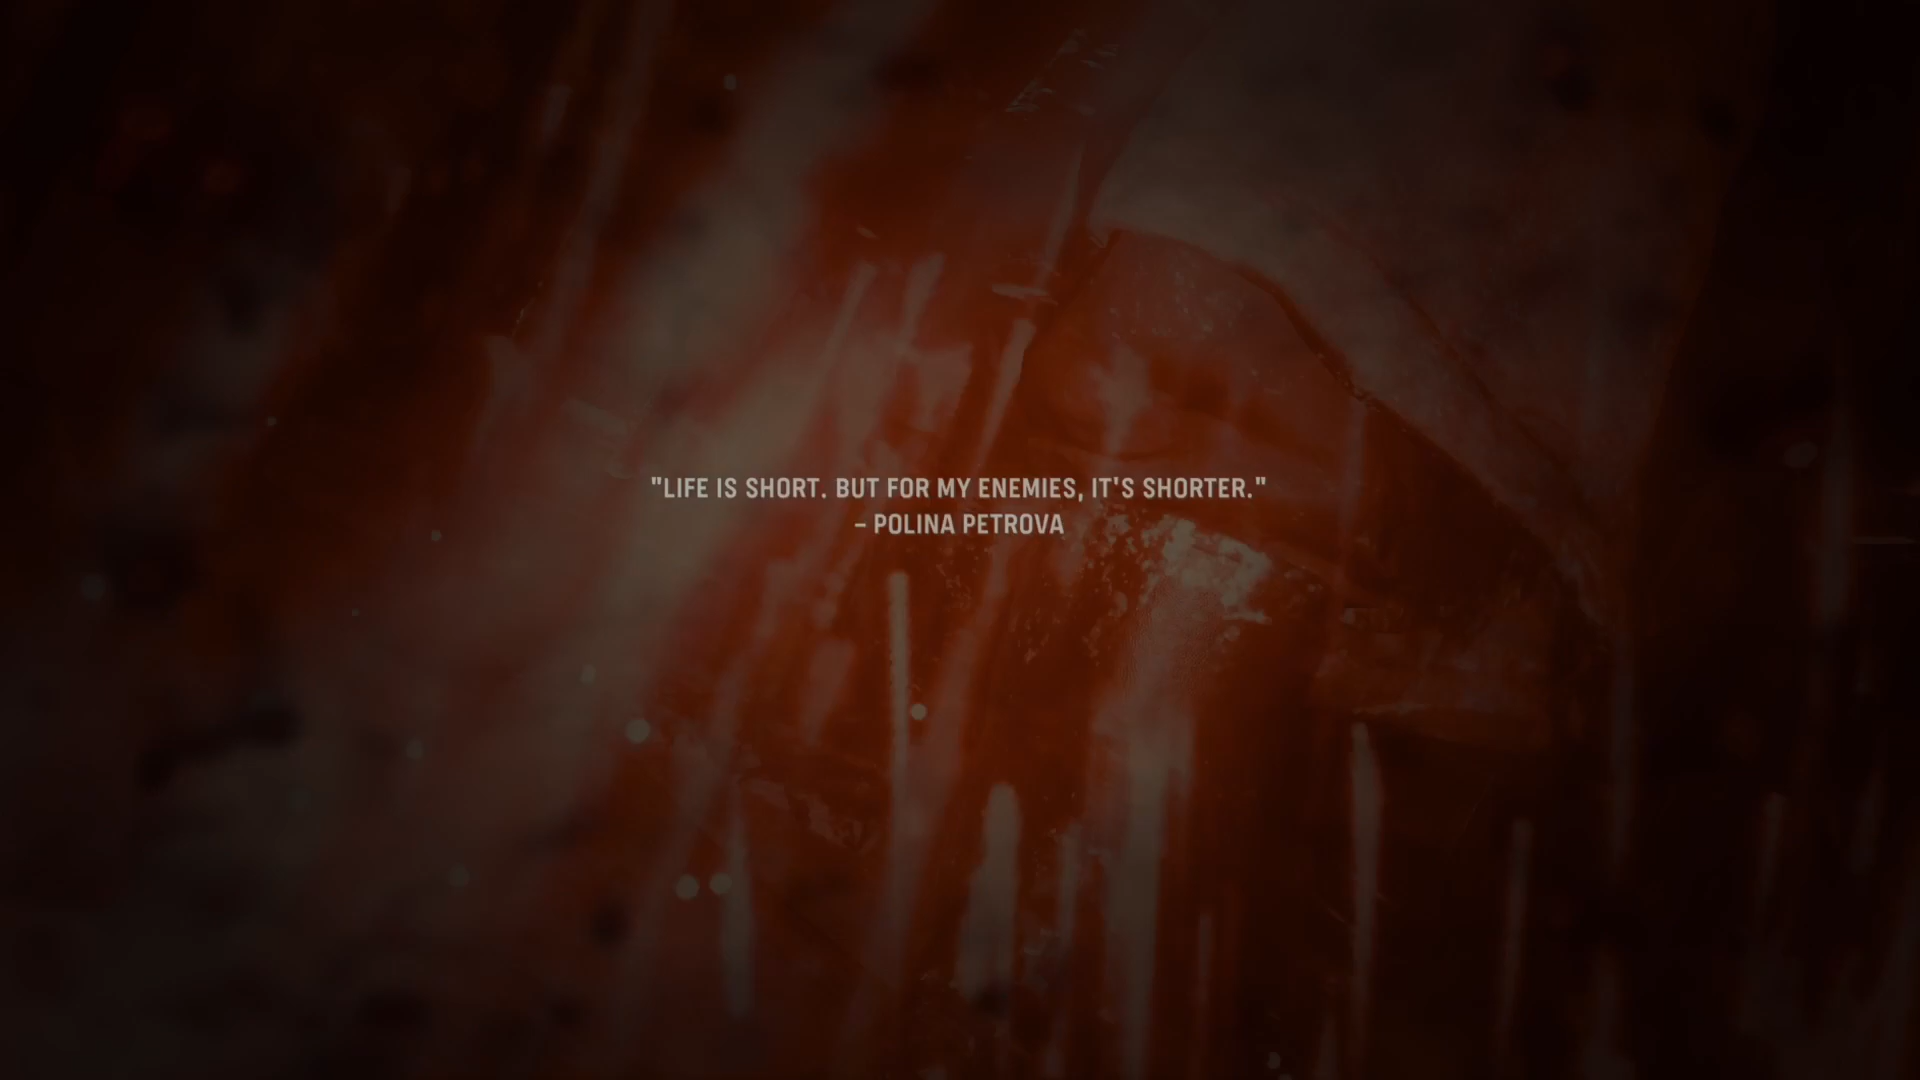 "LIFE IS SHORT. BUT FOR MY ENEMIES, IT'S SHORTER."
– POLINA PETROVA